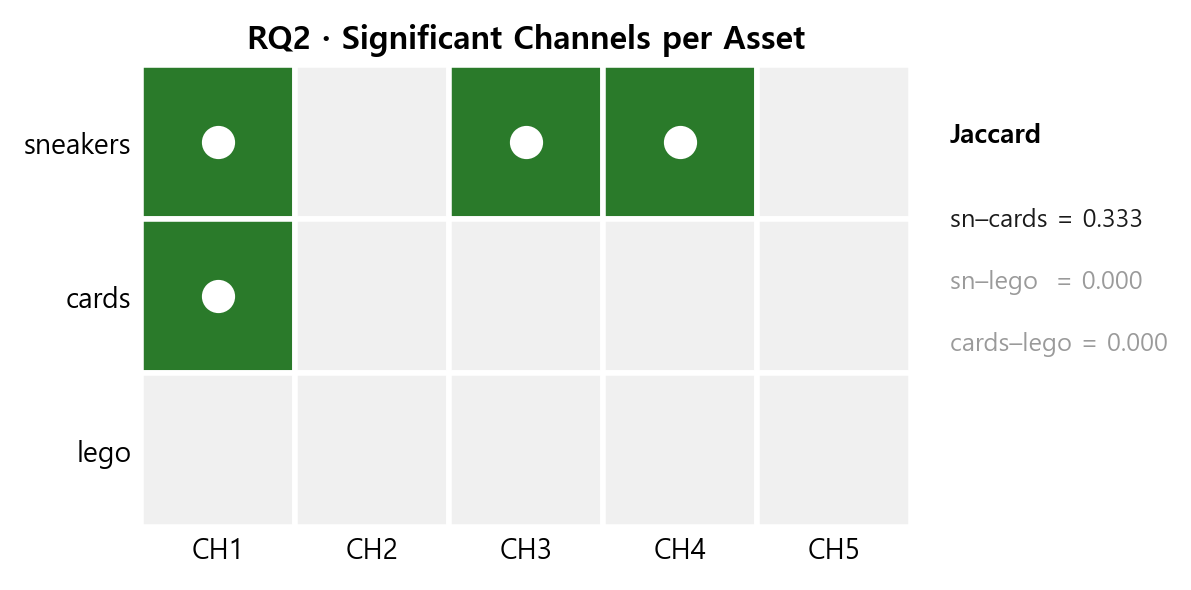 RQ2 · Significant Channels per Asset
sneakers
cards
lego
CH1 CH2 CH3 CH4 CH5
Jaccard
sn–cards = 0.333
sn–lego = 0.000
cards–lego = 0.000